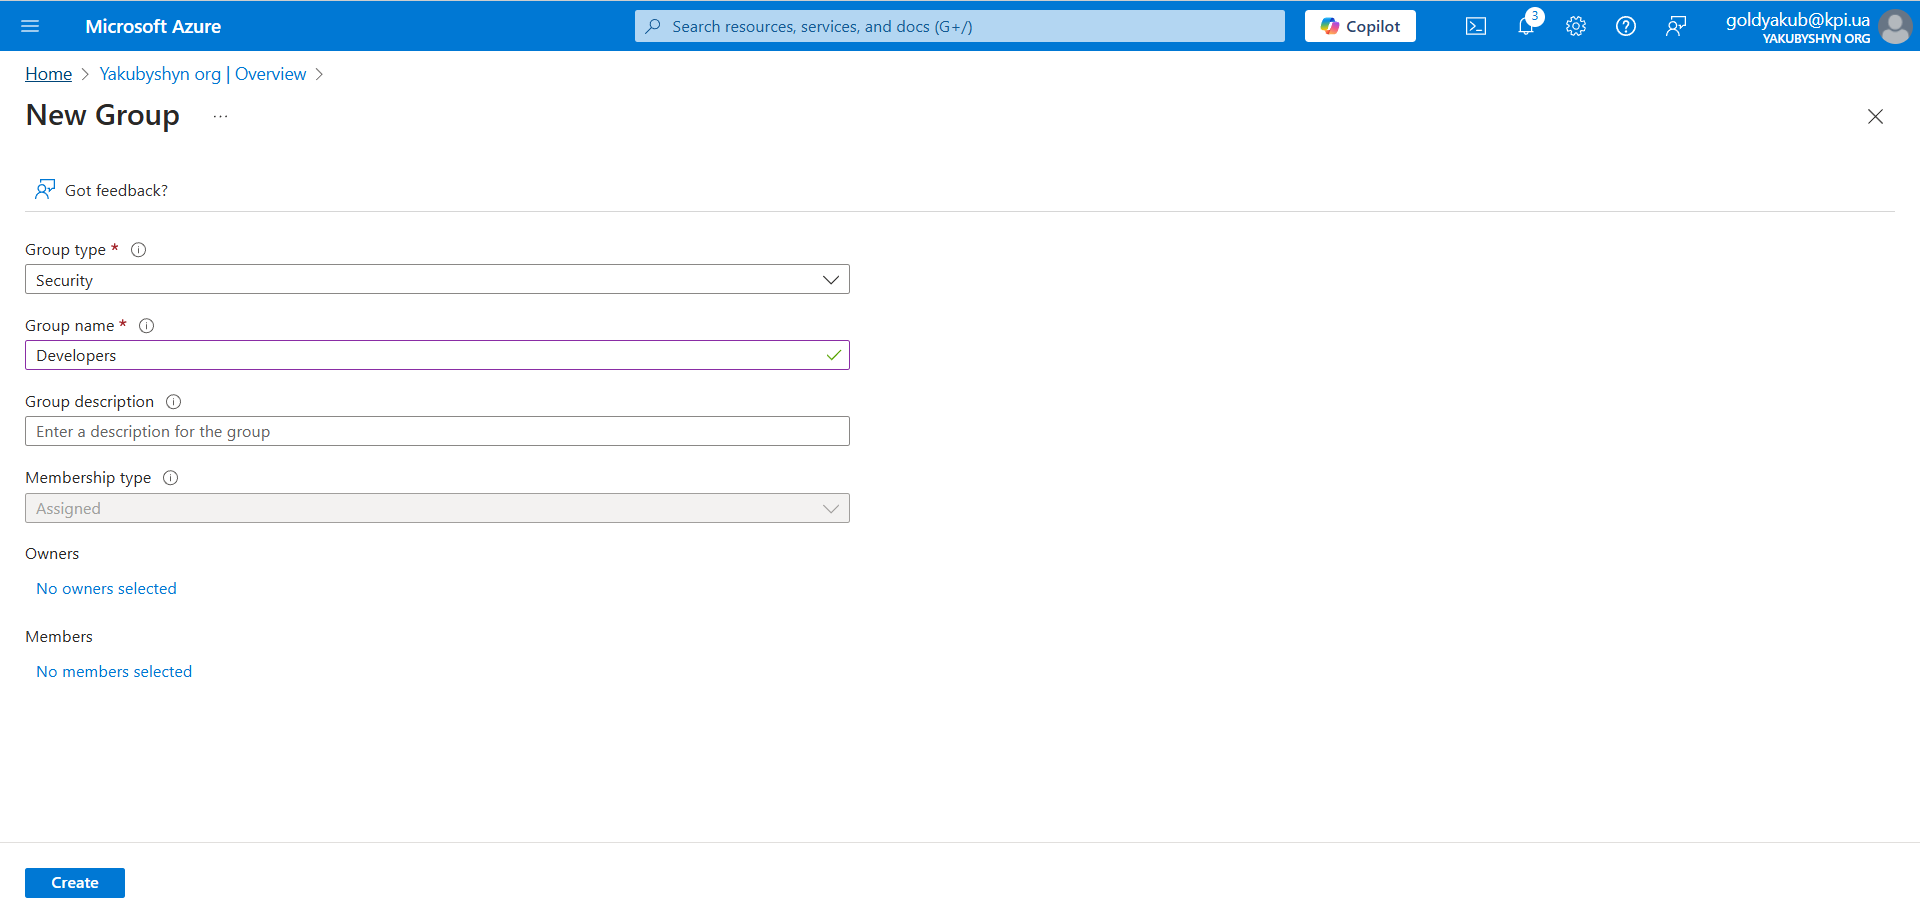 Microsoft Azure
Search resources, services, and docs (G+/)
Copilot
3
goldyakub@kpi.ua
YAKUBYSHYN ORG
Home > Yakubyshyn org | Overview >
New Group ...
Got feedback?
Group type *
Security
Group name *
Developers
Group description
Enter a description for the group
Membership type
Assigned
Owners
No owners selected
Members
No members selected
Create